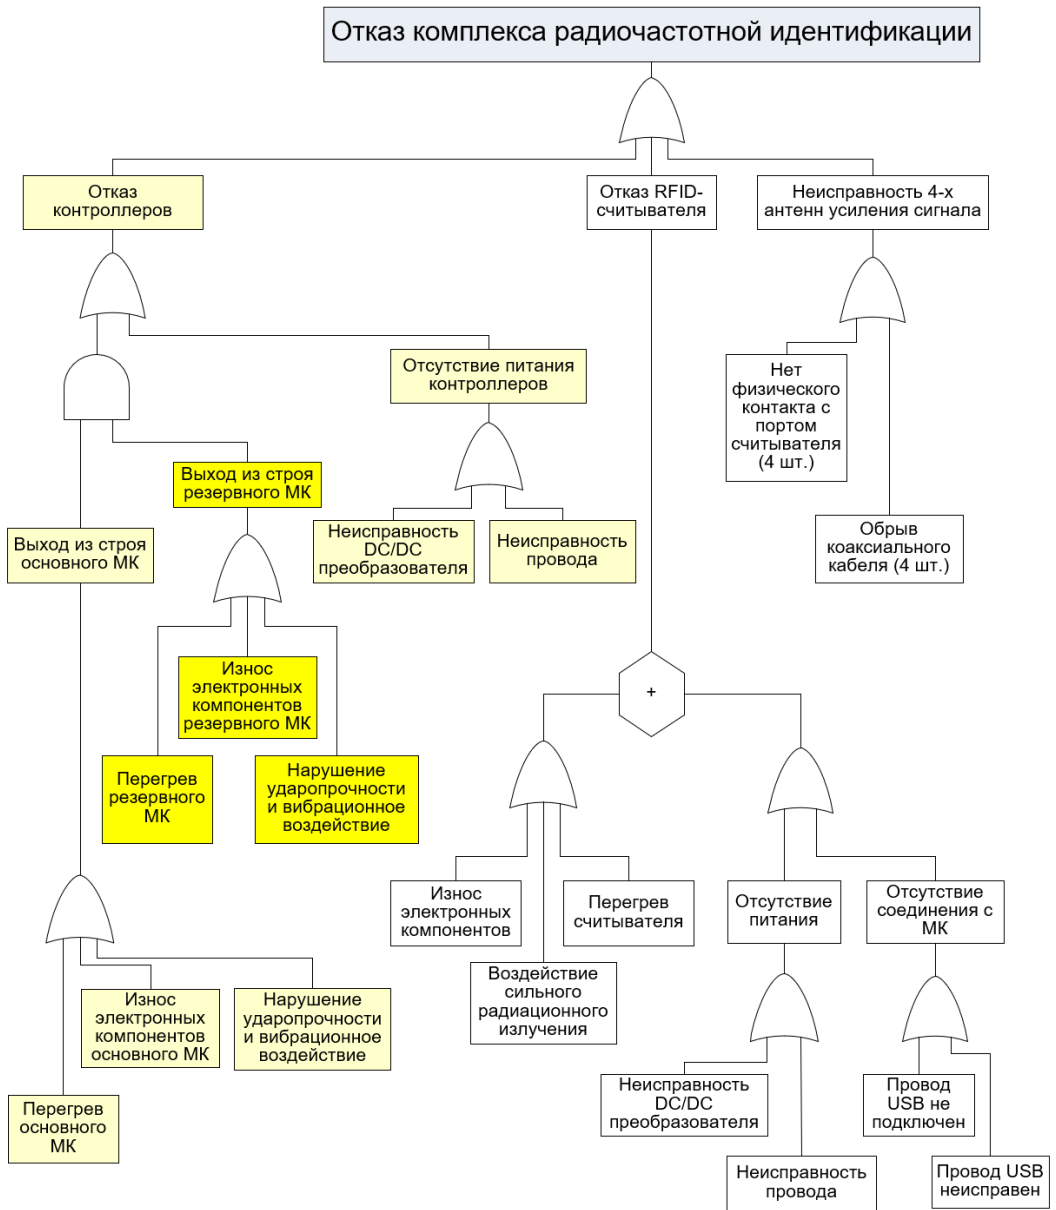 Отказ комплекса радиочастотной идентификации
Отказ
контроллеров
Отказ RFID-
считывателя
Неисправность 4-х
антенн усиления сигнала
Отсутствие питания
контроллеров
Нет
физического
контакта с
портом
считывателя
(4 шт.)
Выход из строя
резервного МК
Выход из строя
основного МК
Неисправность
DC/DC
преобразователя
Неисправность
провода
Обрыв
коаксиального
кабеля (4 шт.)
Износ
электронных
компонентов
резервного МК
+
Перегрев
резервного
МК
Нарушение
ударопрочности
и вибрационное
воздействие
Износ
электронных
компонентов
Перегрев
считывателя
Отсутствие
питания
Отсутствие
соединения с
МК
Воздействие
сильного
радиационного
излучения
Износ
электронных
компонентов
основного МК
Нарушение
ударопрочности
и вибрационное
воздействие
Неисправность
DC/DC
преобразователя
Провод
USB не
подключен
Перегрев
основного
МК
Неисправность
провода
Провод USB
неисправен